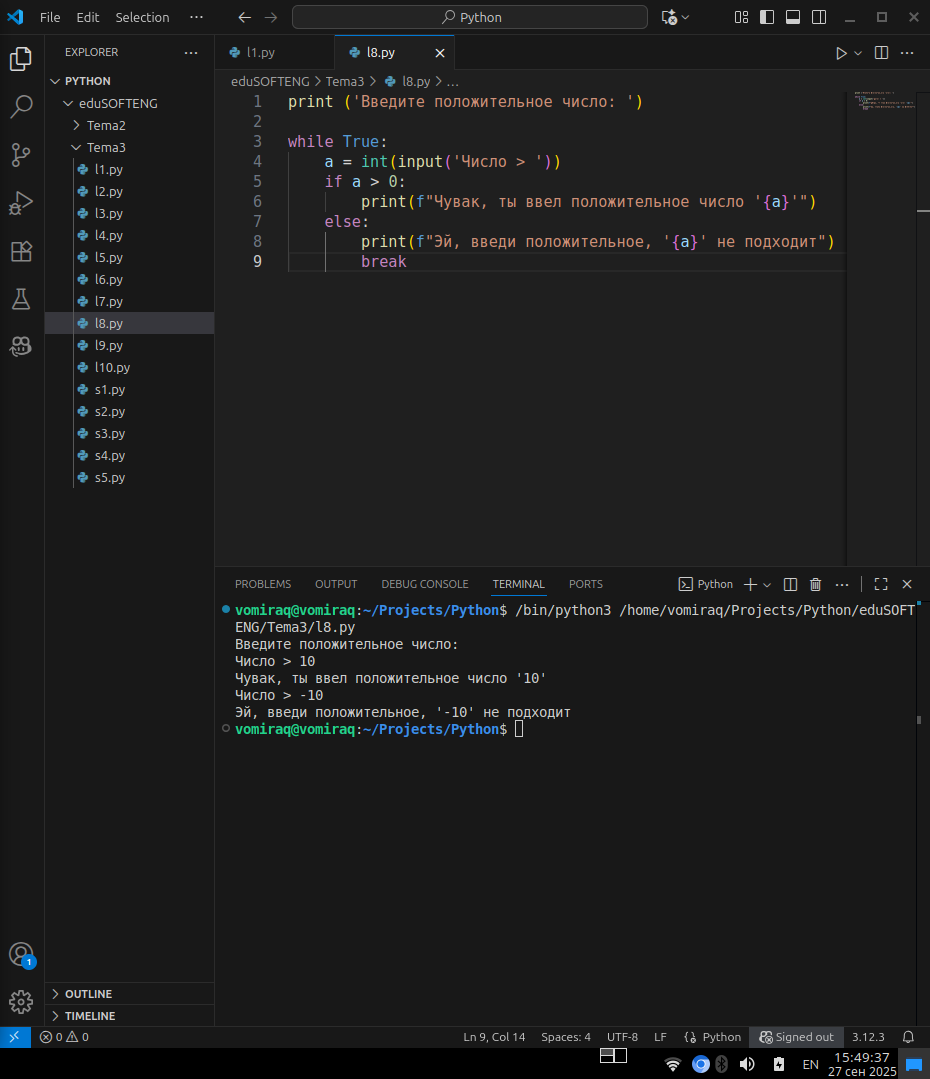 File Edit Selection ··· Python
EXPLORER ···
PYTHON
eduSOFTENG
Tema2
Tema3
l1.py
l2.py
l3.py
l4.py
l5.py
l6.py
l7.py
l8.py
l9.py
l10.py
s1.py
s2.py
s3.py
s4.py
s5.py
OUTLINE
TIMELINE
l1.py l8.py
eduSOFTENG > Tema3 > l8.py > ...
1 print ('Введите положительное число: ')
2
3 while True:
4 a = int(input('Число > '))
5 if a > 0:
6 print(f"Чувак, ты ввел положительное число '{a}'")
7 else:
8 print(f"Эй, введи положительное, '{a}' не подходит")
9 break
PROBLEMS OUTPUT DEBUG CONSOLE TERMINAL PORTS Python
vomiraq@vomiraq:~/Projects/Python$ /bin/python3 /home/vomiraq/Projects/Python/eduSOFT
ENG/Tema3/l8.py
Введите положительное число:
Число > 10
Чувак, ты ввел положительное число '10'
Число > -10
Эй, введи положительное, '-10' не подходит
vomiraq@vomiraq:~/Projects/Python$
1
0 0 Ln 9, Col 14 Spaces: 4 UTF-8 LF Python Signed out 3.12.3
EN 15:49:37
27 сен 2025